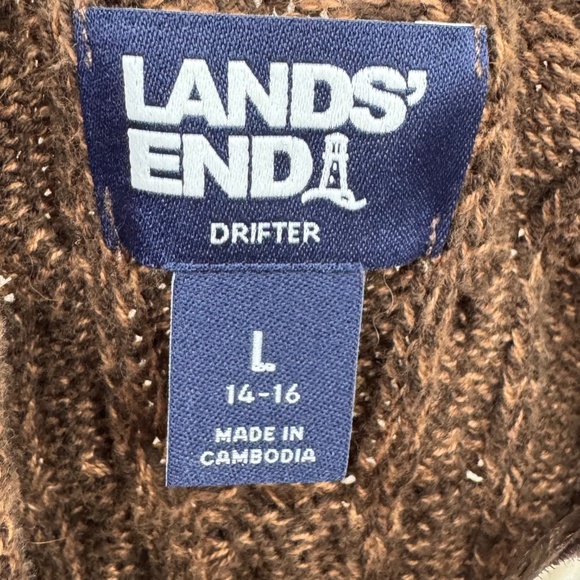 LANDS'
END
DRIFTER
L
14-16
MADE IN
CAMBODIA